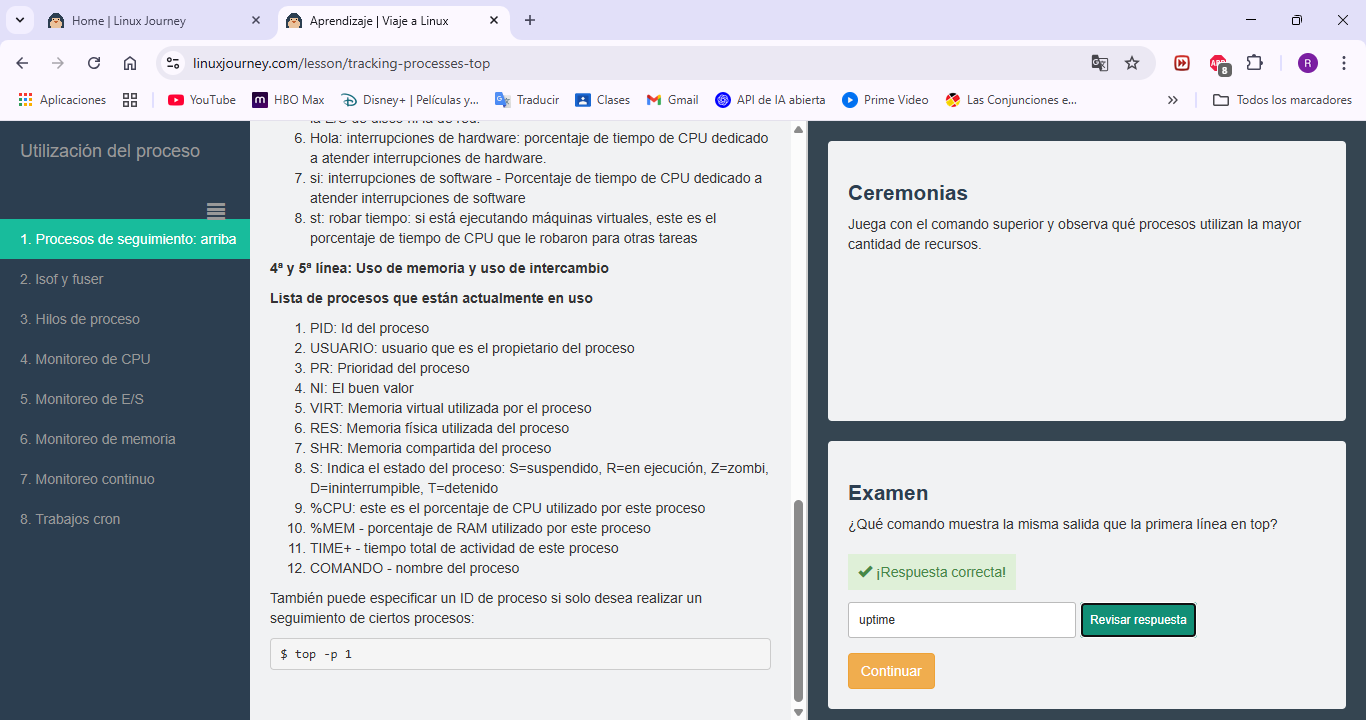 Home | Linux Journey
Aprendizaje | Viaje a Linux
linuxjourney.com/lesson/tracking-processes-top
ABP
8
R
Aplicaciones
YouTube
HBO Max
Disney+ | Películas y...
Traducir
Clases
Gmail
API de IA abierta
Prime Video
Las Conjunciones e...
»
Todos los marcadores
Utilización del proceso
1. Procesos de seguimiento: arriba
2. lsof y fuser
3. Hilos de proceso
4. Monitoreo de CPU
5. Monitoreo de E/S
6. Monitoreo de memoria
7. Monitoreo continuo
8. Trabajos cron
la E/S de disco ni la de red.
6. Hola: interrupciones de hardware: porcentaje de tiempo de CPU dedicado
a atender interrupciones de hardware.
7. si: interrupciones de software - Porcentaje de tiempo de CPU dedicado a
atender interrupciones de software
8. st: robar tiempo: si está ejecutando máquinas virtuales, este es el
porcentaje de tiempo de CPU que le robaron para otras tareas
4ª y 5ª línea: Uso de memoria y uso de intercambio
Lista de procesos que están actualmente en uso
1. PID: Id del proceso
2. USUARIO: usuario que es el propietario del proceso
3. PR: Prioridad del proceso
4. NI: El buen valor
5. VIRT: Memoria virtual utilizada por el proceso
6. RES: Memoria física utilizada del proceso
7. SHR: Memoria compartida del proceso
8. S: Indica el estado del proceso: S=suspendido, R=en ejecución, Z=zombi,
D=ininterrumpible, T=detenido
9. %CPU: este es el porcentaje de CPU utilizado por este proceso
10. %MEM - porcentaje de RAM utilizado por este proceso
11. TIME+ - tiempo total de actividad de este proceso
12. COMANDO - nombre del proceso
También puede especificar un ID de proceso si solo desea realizar un
seguimiento de ciertos procesos:
$ top -p 1
Ceremonias
Juega con el comando superior y observa qué procesos utilizan la mayor
cantidad de recursos.
Examen
¿Qué comando muestra la misma salida que la primera línea en top?
¡Respuesta correcta!
uptime
Revisar respuesta
Continuar